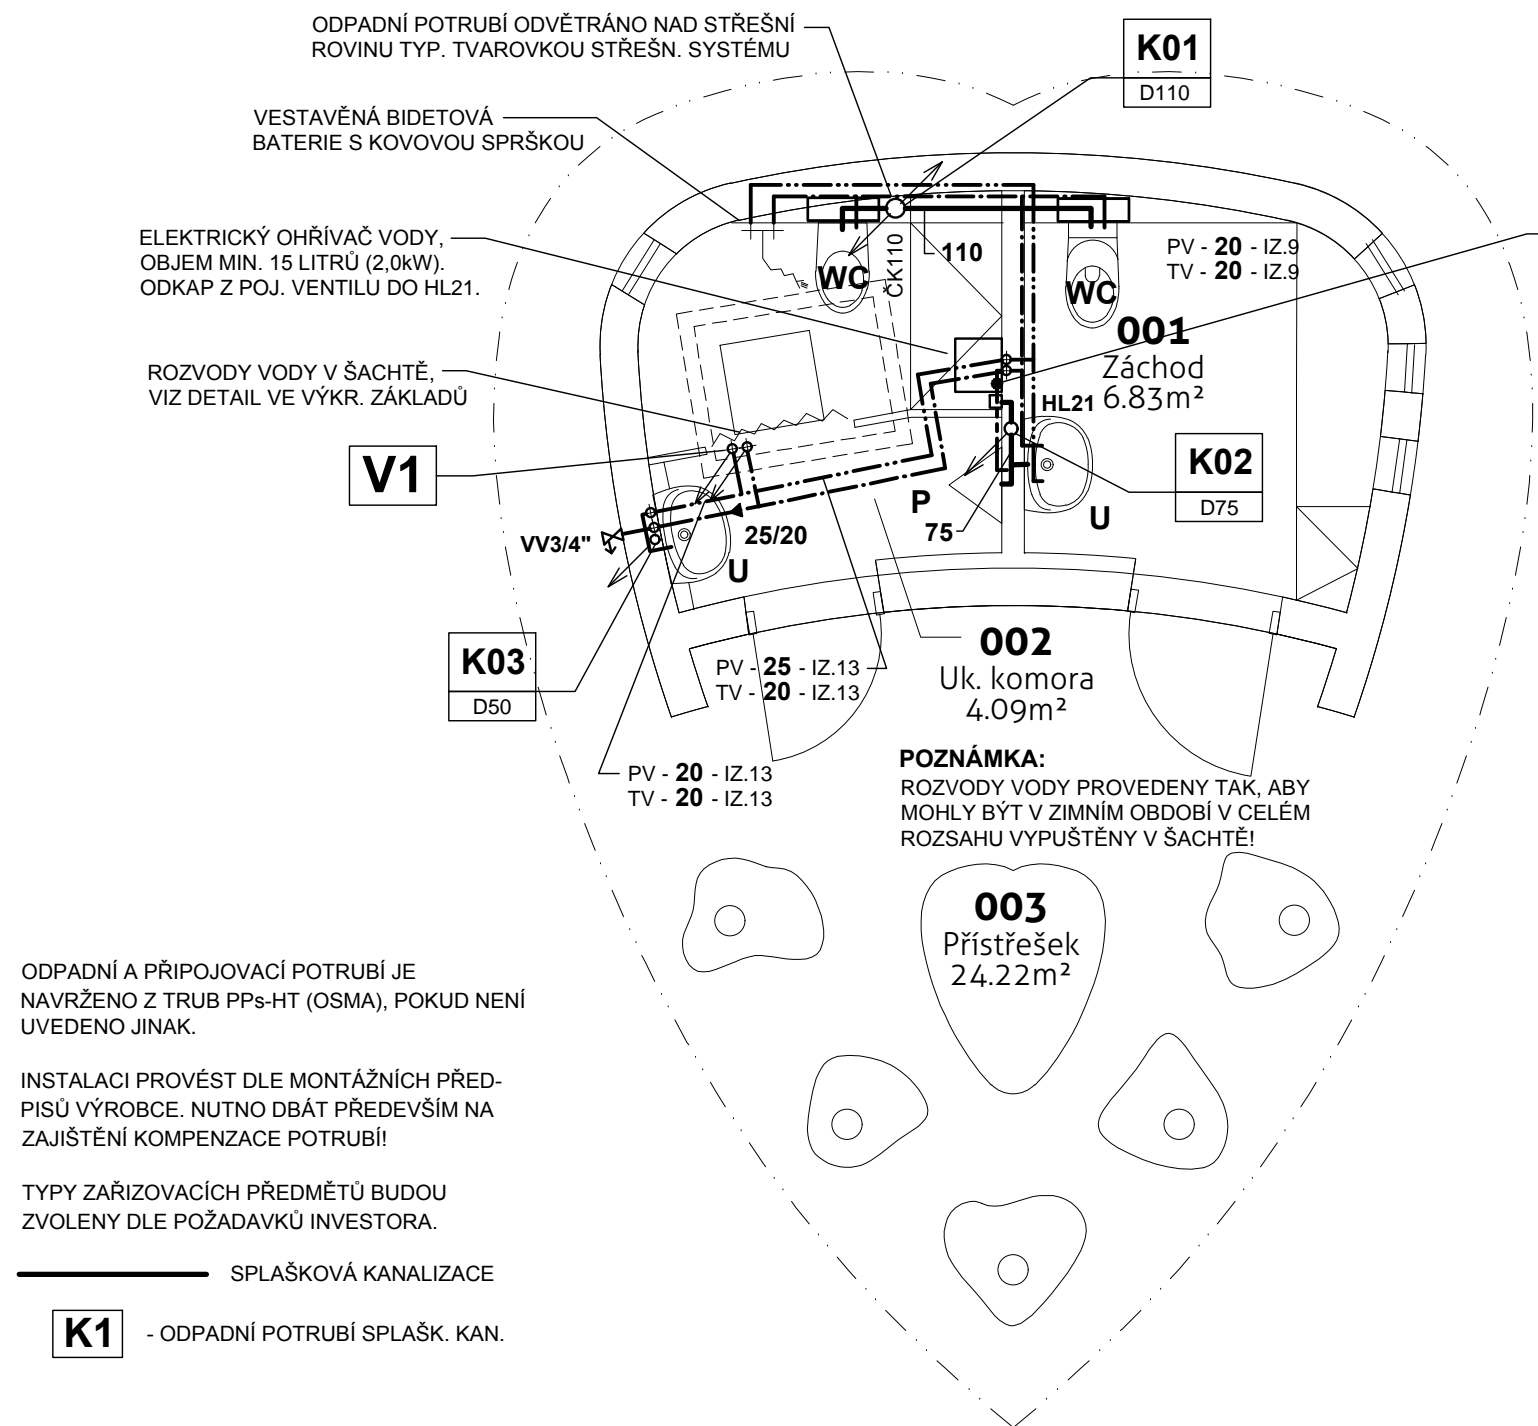 ODPADNÍ POTRUBÍ ODVĚTRÁNO NAD STŘEŠNÍ
ROVINU TYP. TVAROVKOU STŘEŠN. SYSTÉMU
K01
D110
VESTAVĚNÁ BIDETOVÁ
BATERIE S KOVOVOU SPRŠKOU
ELEKTRICKÝ OHŘÍVAČ VODY,
OBJEM MIN. 15 LITRŮ (2,0kW).
ODKAP Z POJ. VENTILU DO HL21.
ROZVODY VODY V ŠACHTĚ,
VIZ DETAIL VE VÝKR. ZÁKLADŮ
V1
WC
ČK110
110
WC
PV - 20 - IZ.9
TV - 20 - IZ.9
001
Záchod
6.83m²
HL21
K02
D75
P
75
U
VV3/4"
25/20
U
K03
D50
PV - 25 - IZ.13
TV - 20 - IZ.13
002
Uk. komora
4.09m²
PV - 20 - IZ.13
TV - 20 - IZ.13
POZNÁMKA:
ROZVODY VODY PROVEDENY TAK, ABY
MOHLY BÝT V ZIMNÍM OBDOBÍ V CELÉM
ROZSAHU VYPUŠTĚNY V ŠACHTĚ!
003
Přístřešek
24.22m²
ODPADNÍ A PŘIPOJOVACÍ POTRUBÍ JE
NAVRŽENO Z TRUB PPs-HT (OSMA), POKUD NENÍ
UVEDENO JINAK.
INSTALACI PROVÉST DLE MONTÁŽNÍCH PŘED-
PISŮ VÝROBCE. NUTNO DBÁT PŘEDEVŠÍM NA
ZAJIŠTĚNÍ KOMPENZACE POTRUBÍ!
TYPY ZAŘIZOVACÍCH PŘEDMĚTŮ BUDOU
ZVOLENY DLE POŽADAVKŮ INVESTORA.
SPLAŠKOVÁ KANALIZACE
K1 - ODPADNÍ POTRUBÍ SPLAŠK. KAN.